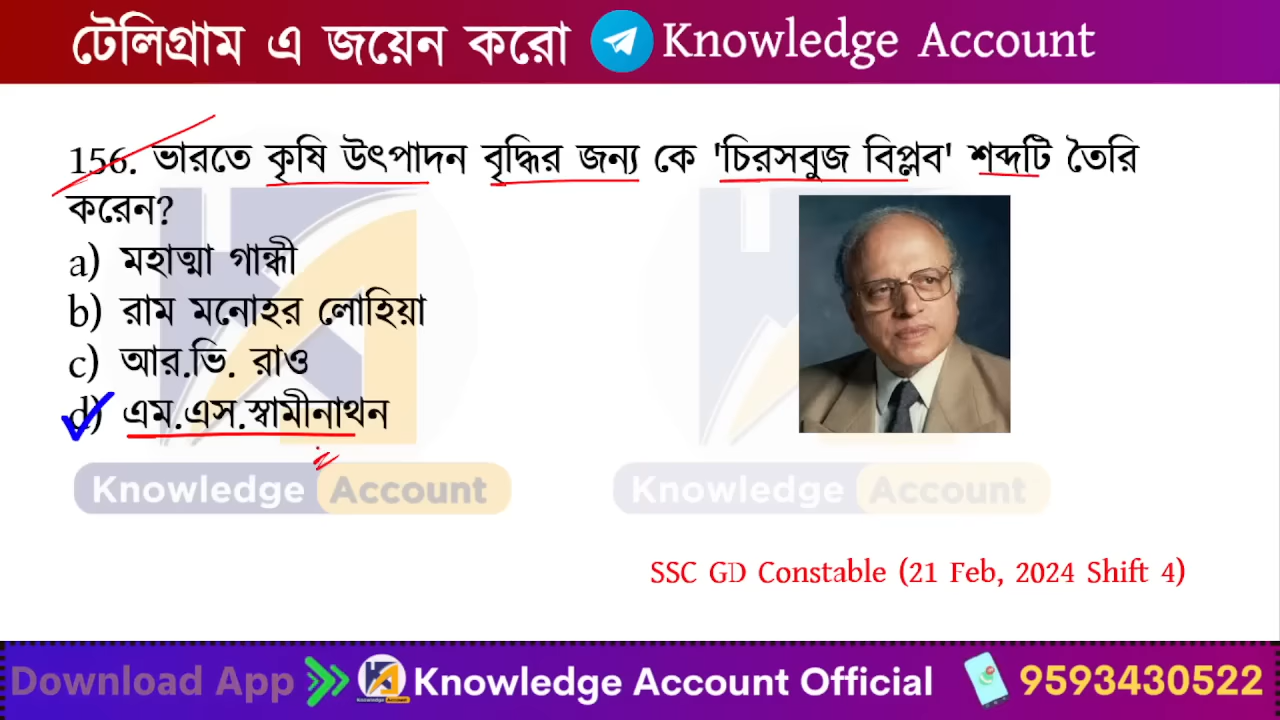 টেলিগ্রাম এ জয়েন করো Knowledge Account
156. ভারতে কৃষি উৎপাদন বৃদ্ধির জন্য কে 'চিরসবুজ বিপ্লব' শব্দটি তৈরি
করেন?
a) মহাত্মা গান্ধী
b) রাম মনোহর লোহিয়া
c) আর.ভি. রাও
d) এম.এস.স্বামীনাথন
Knowledge Account
Knowledge Account
SSC GD Constable (21 Feb, 2024 Shift 4)
Download App Knowledge Account Official 9593430522